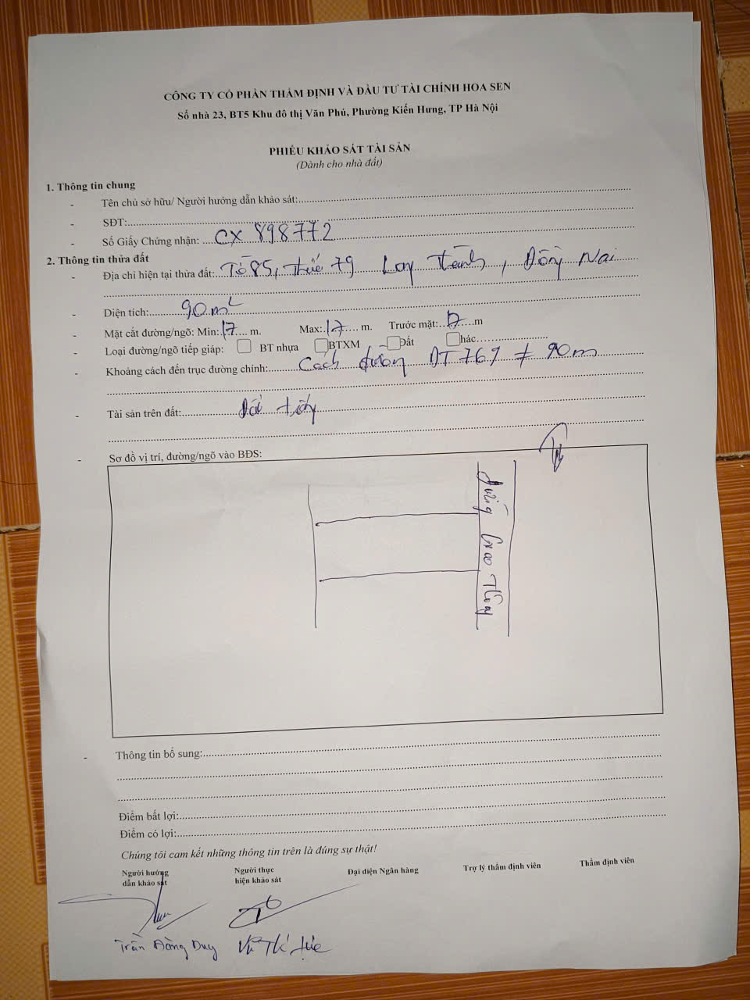 CÔNG TY CỔ PHẦN THẨM ĐỊNH VÀ ĐẦU TƯ TÀI CHÍNH HOA SEN
Số nhà 23, BT5 Khu đô thị Văn Phú, Phường Kiến Hưng, TP Hà Nội
PHIẾU KHẢO SÁT TÀI SẢN
(Dành cho nhà đất)
1. Thông tin chung
- Tên chủ sở hữu/ Người hướng dẫn khảo sát:
- SĐT:
- Số Giấy Chứng nhận: CX 898772
2. Thông tin thửa đất
- Địa chỉ hiện tại thửa đất: Tờ 85, Thửa 79 Long Thành, Đồng Nai
- Diện tích: 90m²
- Mặt cắt đường/ngõ: Min: 17 m. Max: 17 m. Trước mặt: 17 m
- Loại đường/ngõ tiếp giáp: BT nhựa BTXM Đất hác
- Khoảng cách đến trục đường chính: Cách đường DT 769 ≠ 90m
- Tài sản trên đất: Đất
- Sơ đồ vị trí, đường/ngõ vào BĐS:
Đường Giao Thông
- Thông tin bổ sung:
Điểm bất lợi:
Điểm có lợi:
Chúng tôi cam kết những thông tin trên là đúng sự thật!
Người hướng dẫn khảo sát
Người thực hiện khảo sát
Đại diện Ngân hàng
Trợ lý thẩm định viên
Thẩm định viên
Trần Duy